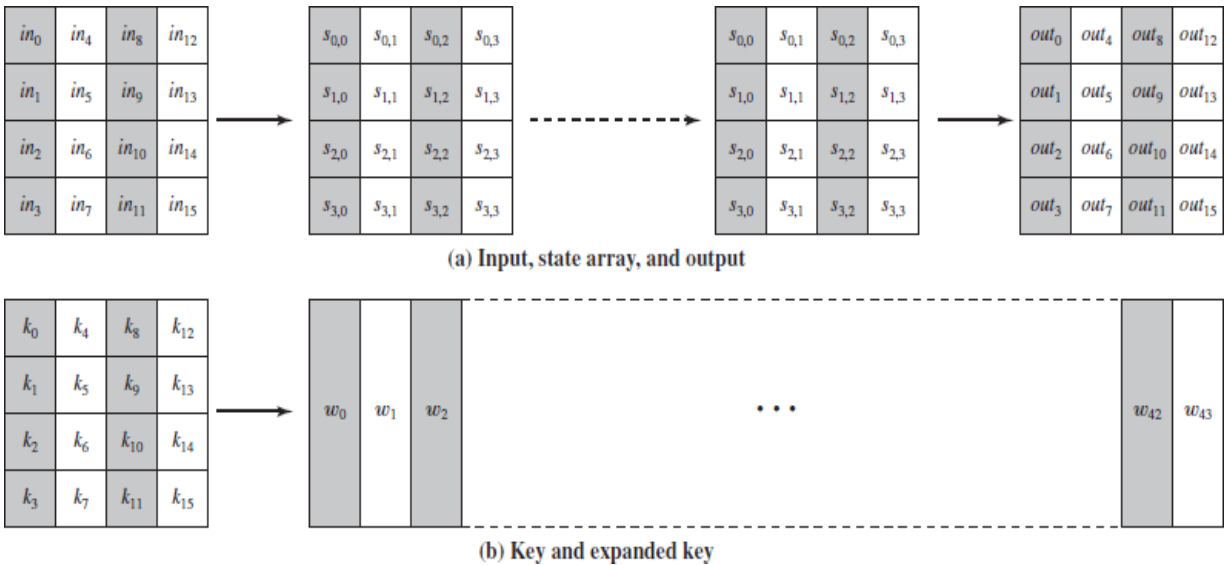 in₀ in₄ in₈ in₁₂ s₀,₀ s₀,₁ s₀,₂ s₀,₃ s₀,₀ s₀,₁ s₀,₂ s₀,₃ out₀ out₄ out₈ out₁₂
in₁ in₅ in₉ in₁₃ s₁,₀ s₁,₁ s₁,₂ s₁,₃ s₁,₀ s₁,₁ s₁,₂ s₁,₃ out₁ out₅ out₉ out₁₃
in₂ in₆ in₁₀ in₁₄ s₂,₀ s₂,₁ s₂,₂ s₂,₃ s₂,₀ s₂,₁ s₂,₂ s₂,₃ out₂ out₆ out₁₀ out₁₄
in₃ in₇ in₁₁ in₁₅ s₃,₀ s₃,₁ s₃,₂ s₃,₃ s₃,₀ s₃,₁ s₃,₂ s₃,₃ out₃ out₇ out₁₁ out₁₅
(a) Input, state array, and output
k₀ k₄ k₈ k₁₂
k₁ k₅ k₉ k₁₃
w₀ w₁ w₂ • • • w₄₂ w₄₃
k₂ k₆ k₁₀ k₁₄
k₃ k₇ k₁₁ k₁₅
(b) Key and expanded key